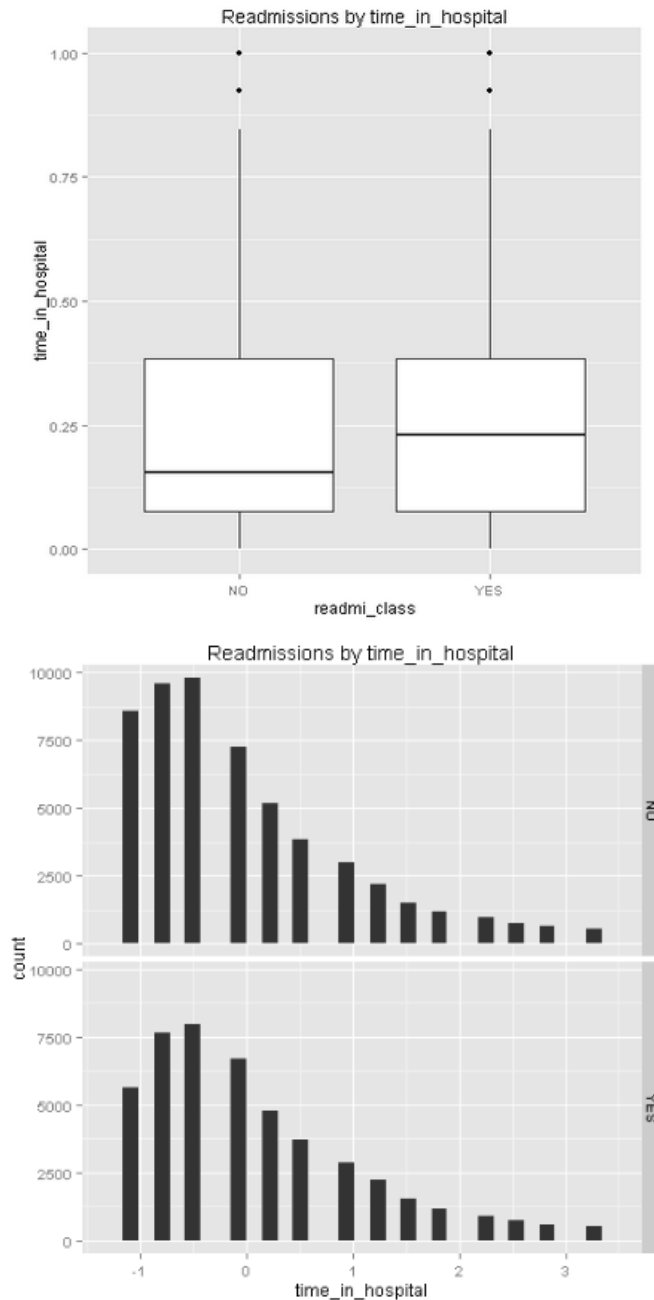 Readmissions by time_in_hospital
1.00
0.75
0.50
0.25
0.00
time_in_hospital
NO
YES
readmi_class
Readmissions by time_in_hospital
10000
7500
5000
2500
0
NO
count
10000
7500
5000
2500
0
YES
-1
0
1
2
3
time_in_hospital